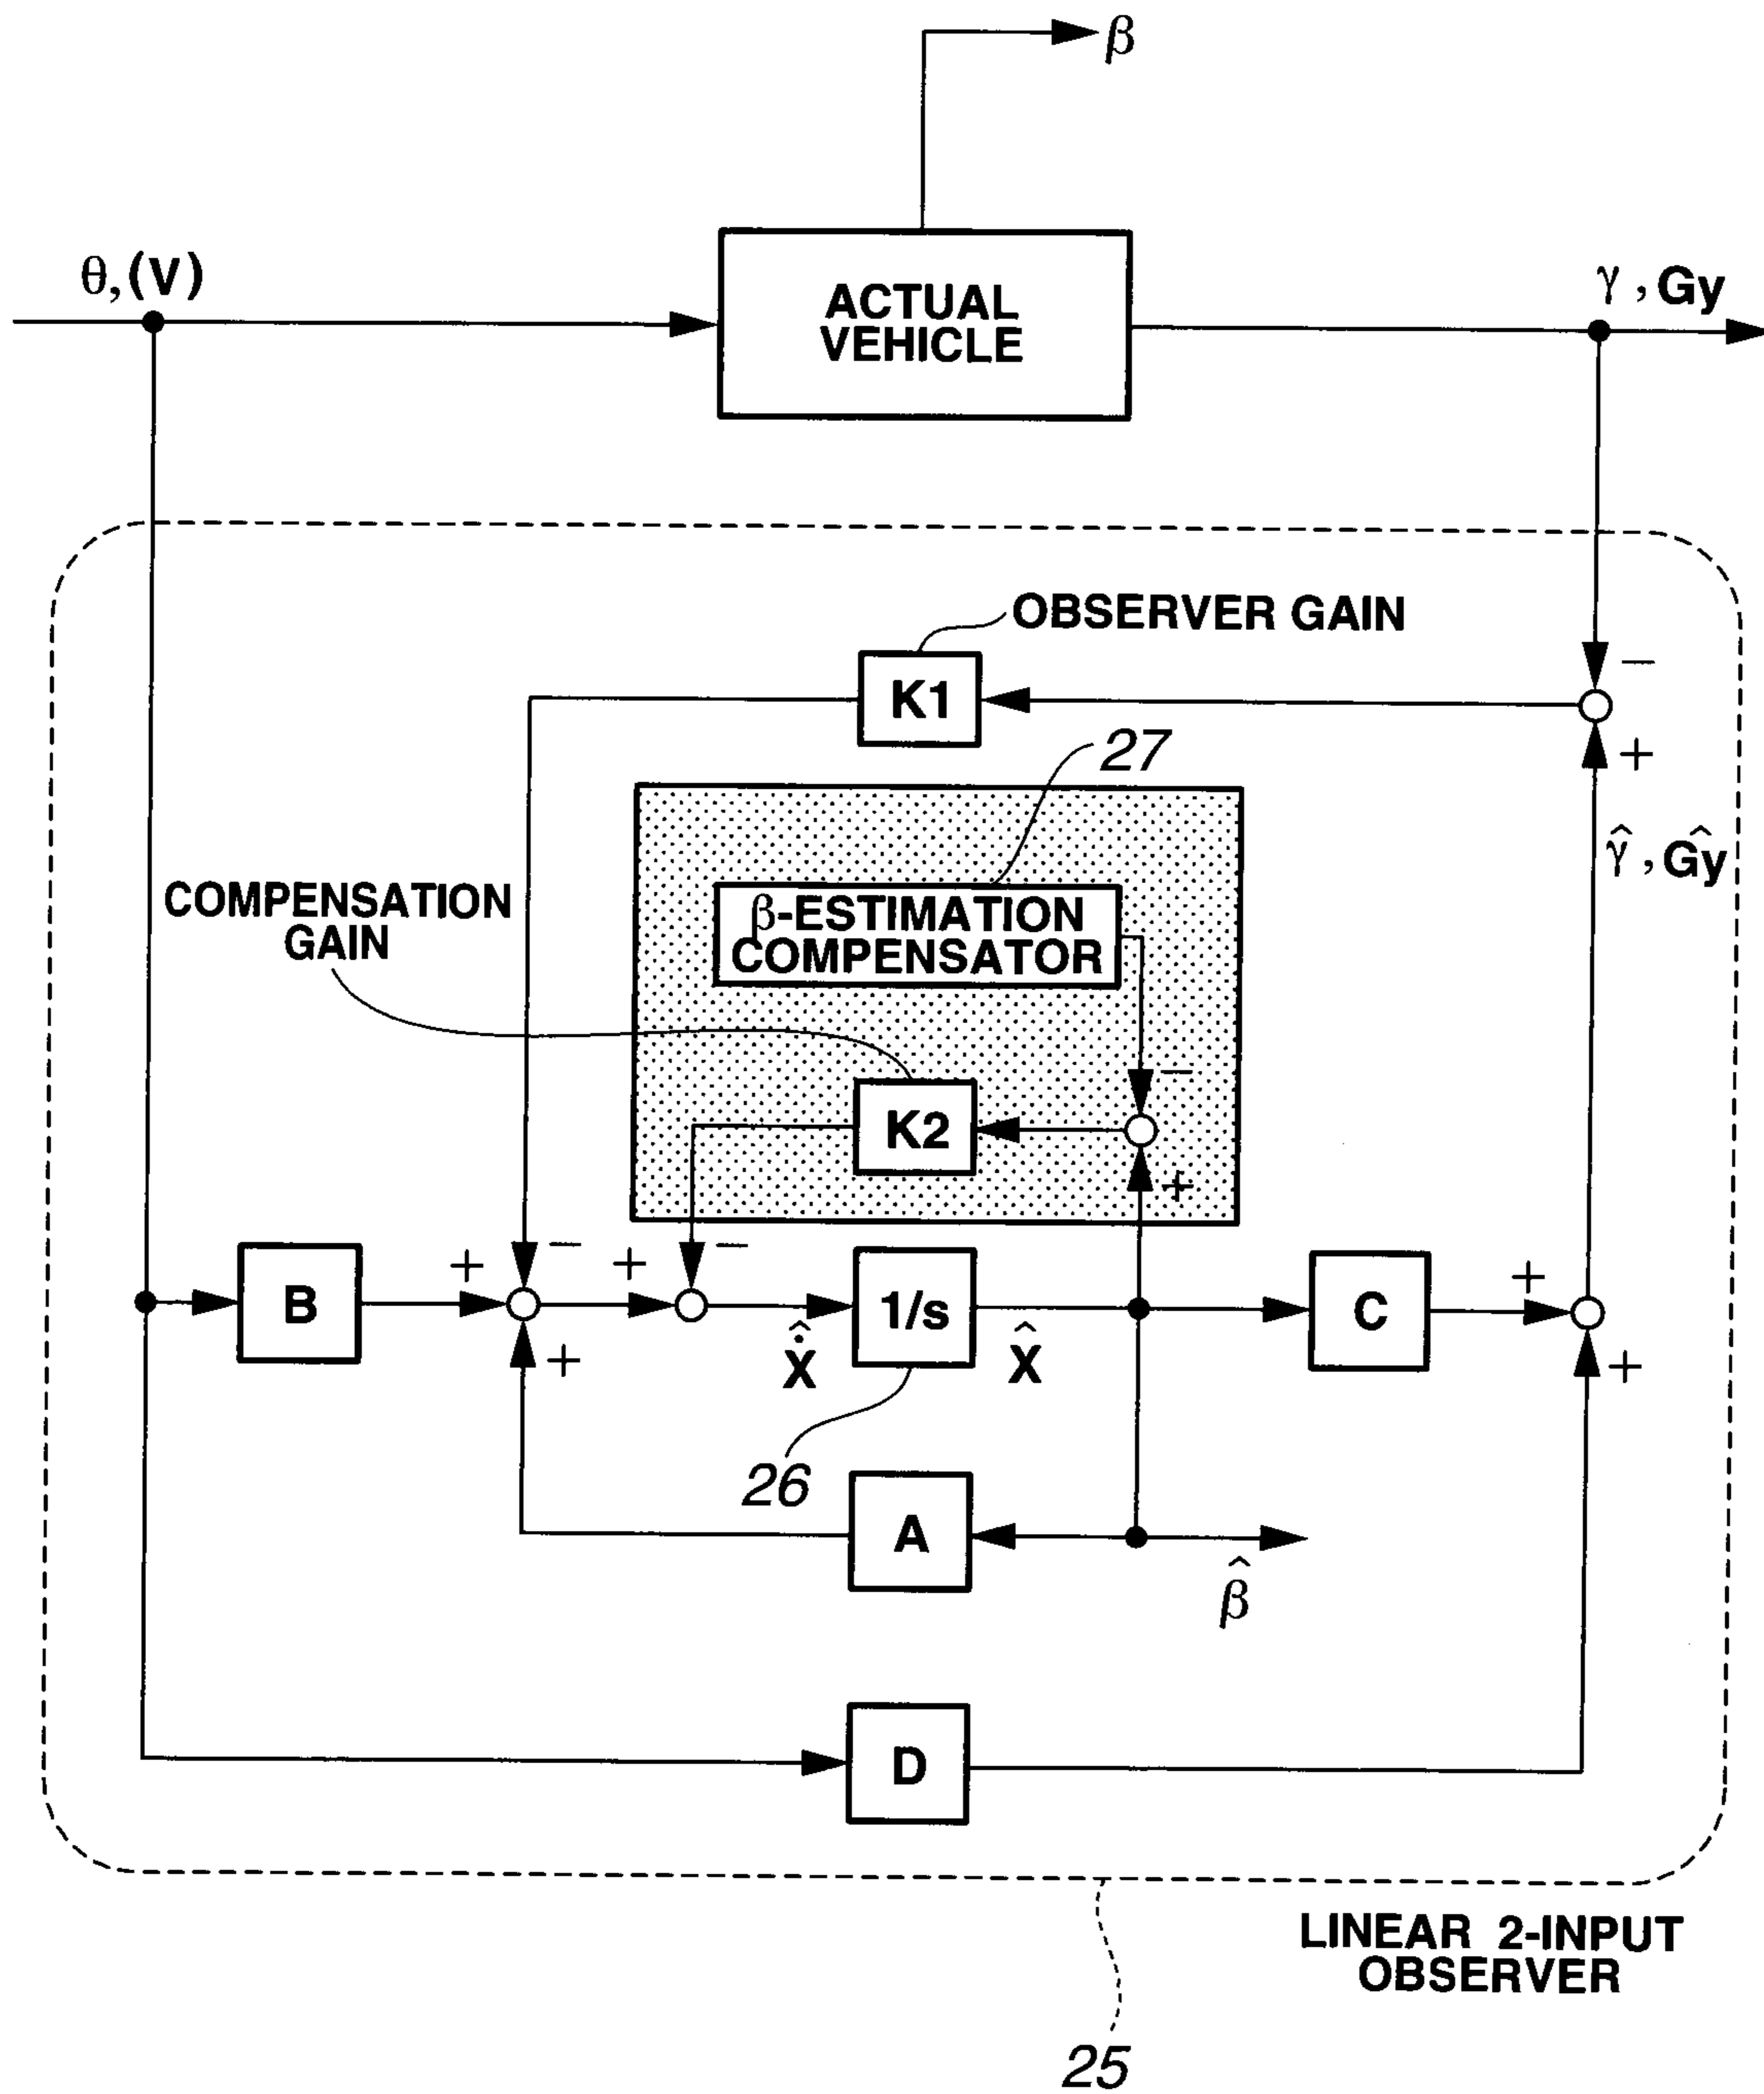 β
θ, (V)
ACTUAL
VEHICLE
γ , Gy
OBSERVER GAIN
K1
−
+
27
γ̂ , Gŷ
COMPENSATION
GAIN
β-ESTIMATION
COMPENSATOR
−
K2
+
B
+
−
+
−
1/s
C
+
+
ẋ̂
x̂
+
26
A
β̂
D
LINEAR 2-INPUT
OBSERVER
25